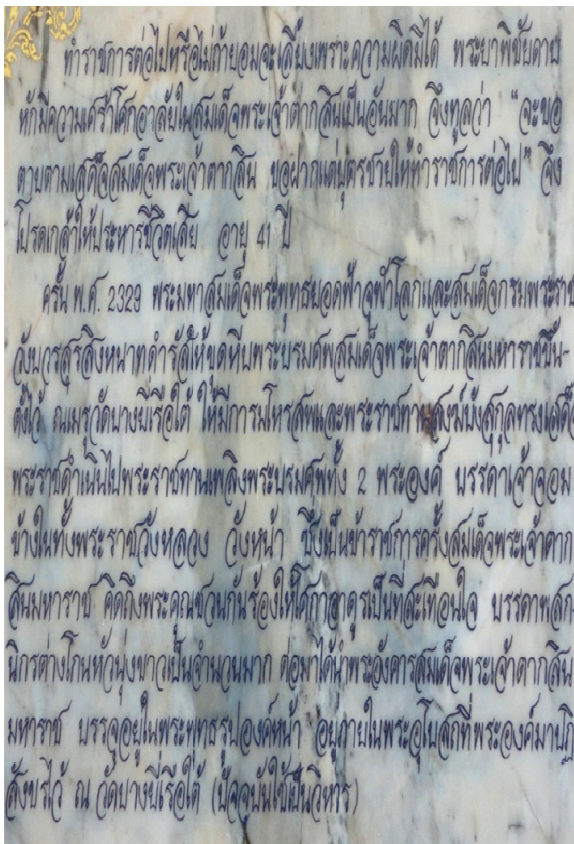 ทำราชการต่อไปหรือไม่ถ้ายอมจะเลี้ยงเพราะความผิดมิได้ พระยาพิชัยดาบ
หักมีความเศร้าโศกอาลัยในสมเด็จพระเจ้าตากสินเป็นอันมาก จึงทูลว่า “จะขอ
ตายตามเสด็จสมเด็จพระเจ้าตากสิน ขอฝากแต่บุตรชายให้ทำราชการต่อไป” จึง
โปรดเกล้าให้ประหารชีวิตเสีย อายุ 41 ปี
ครั้น พ.ศ. 2329 พระมหาสมเด็จพระพุทธยอดฟ้าจุฬาโลกและสมเด็จกรมพระราช
วังบวรสุรสิงหนาทดำรัสให้ขุดหีบพระบรมศพสมเด็จพระเจ้าตากสินมหาราชขึ้น-
ตั้งไว้ ณเมรุวัดบางยี่เรือใต้ ให้มีการมโหรสพและพระราชทานสงฆ์บังสุกุลทรงเสด็จ
พระราชดำเนินไปพระราชทานเพลิงพระบรมศพทั้ง 2 พระองค์ บรรดาเจ้าจอม
ข้างในทั้งพระราชวังหลวง วังหน้า ซึ่งเป็นข้าราชการครั้งสมเด็จพระเจ้าตาก
สินมหาราช คิดถึงพระคุณชวนกันร้องไห้โศกาอาดูรเป็นที่สะเทือนใจ บรรดาพสก
นิกรต่างโกนหัวนุ่งขาวเป็นจำนวนมาก ต่อมาได้นำพระอังคารสมเด็จพระเจ้าตากสิน
มหาราช บรรจุอยู่ในพระพุทธรูปองค์หน้า อยู่ภายในพระอุโบสถที่พระองค์มาปฏิ
สังขรไว้ ณ วัดบางยี่เรือใต้ (ปัจจุบันใช้เป็นวิหาร)